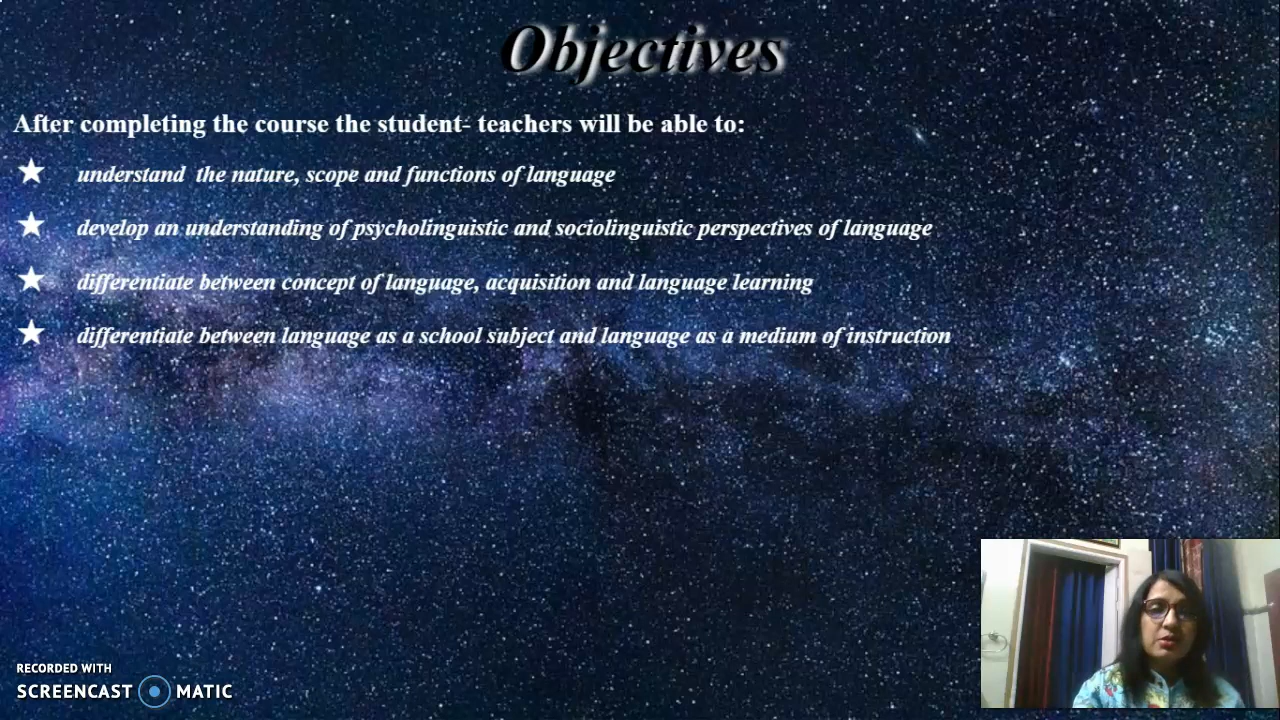 Objectives
After completing the course the student- teachers will be able to:
understand the nature, scope and functions of language
develop an understanding of psycholinguistic and sociolinguistic perspectives of language
differentiate between concept of language, acquisition and language learning
differentiate between language as a school subject and language as a medium of instruction
RECORDED WITH
SCREENCAST MATIC